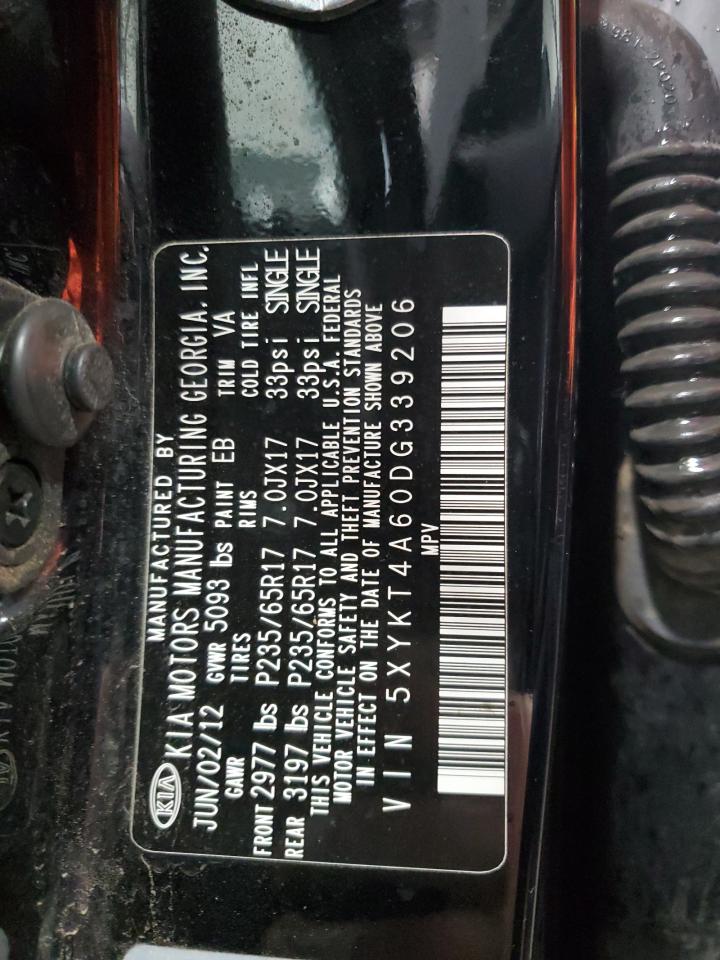 MANUFACTURED BY
KIA KIA MOTORS MANUFACTURING GEORGIA, INC.
JUN/02/12 GVWR 5093 lbs PAINT EB TRIM VA
GAWR TIRES RIMS COLD TIRE INFL
FRONT 2977 lbs P235/65R17 7.0JX17 33psi SINGLE
REAR 3197 lbs P235/65R17 7.0JX17 33psi SINGLE
THIS VEHICLE CONFORMS TO ALL APPLICABLE U.S.A. FEDERAL
MOTOR VEHICLE SAFETY AND THEFT PREVENTION STANDARDS
IN EFFECT ON THE DATE OF MANUFACTURE SHOWN ABOVE
VIN 5XYKT4A60DG339206
MPV